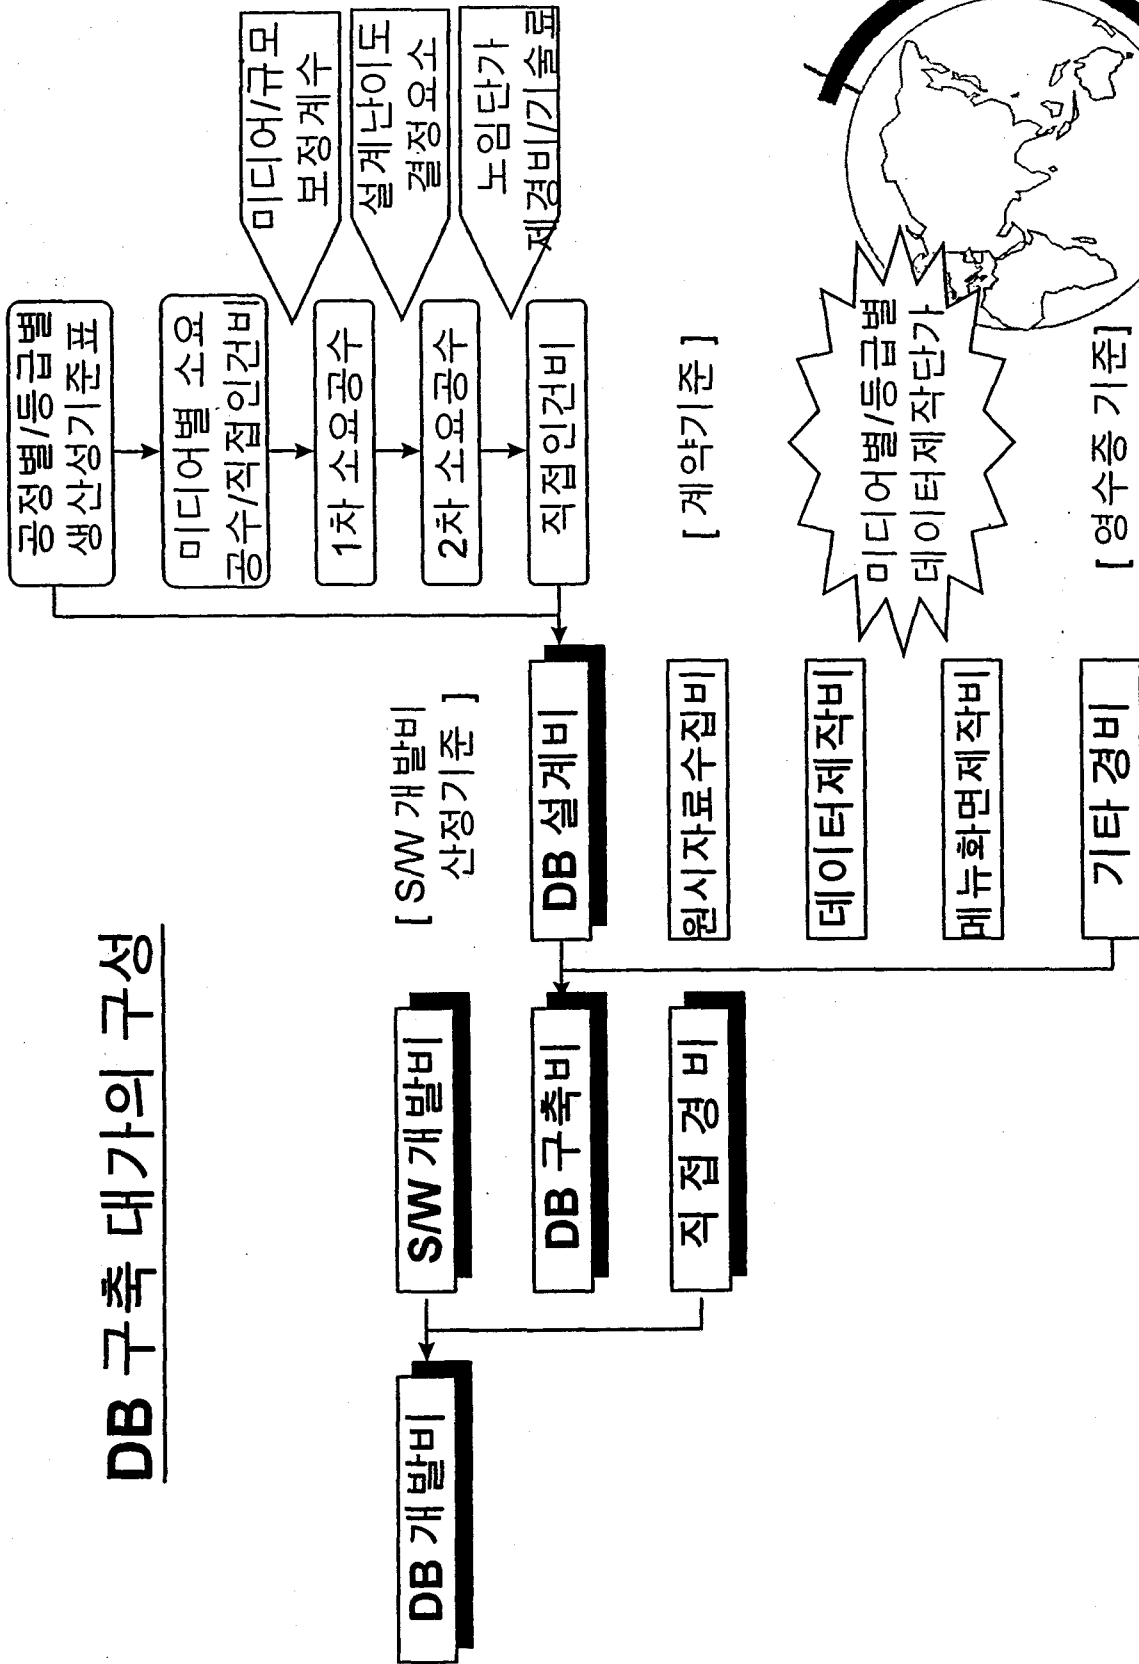 DB 구축 대가의 구성
DB 개발비
S/W 개발비
DB 구축비
직 접 경 비
[ S/W 개발비
산정기준 ]
DB 설계비
원시자료수집비
데이터제작비
메뉴화면제작비
기타 경비
공정별/등급별
생산성기준표
미디어별 소요
공수/직접인건비
1차 소요공수
2차 소요공수
직접인건비
미디어/규모
보정계수
설계난이도
결정요소
노임단가
제경비/기술료
[ 계약기준 ]
미디어별/등급별
데이터제작단가
[ 영수증 기준]